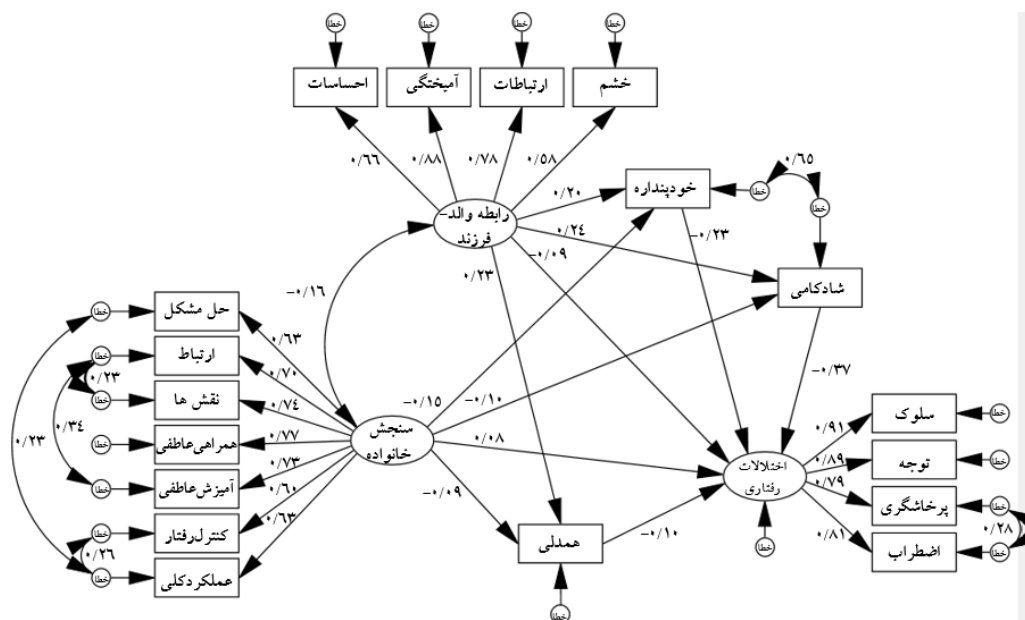 خطا
خطا
خطا
خطا
احساسات
آمیختگی
ارتباطات
خشم
۰/۶۶
۰/۸۸
۰/۷۸
۰/۵۸
۰/۶۵
خودپنداره
خطا
خطا
رابطه والد-
فرزند
۰/۲۰
۰/۲۴
-۰/۲۳
-۰/۰۹
۰/۲۳
شادکامی
-۰/۱۶
خطا
حل مشکل
۰/۶۳
خطا
ارتباط
۰/۷۰
۰/۲۳
خطا
نقش ها
۰/۷۴
-۰/۱۵
-۰/۱۰
-۰/۳۷
۰/۲۳
۰/۳۴
خطا
همراهی عاطفی
۰/۷۷
سنجش
خانواده
۰/۰۸
خطا
آمیزش عاطفی
۰/۷۳
۰/۶۰
۰/۶۳
-۰/۰۹
خطا
کنترل رفتار
۰/۲۶
خطا
عملکردکلی
همدلی
-۰/۱۰
خطا
اختلالات
رفتاری
خطا
۰/۹۱
سلوک
خطا
۰/۸۹
توجه
خطا
۰/۷۹
پرخاشگری
خطا
۰/۲۸
۰/۸۱
اضطراب
خطا